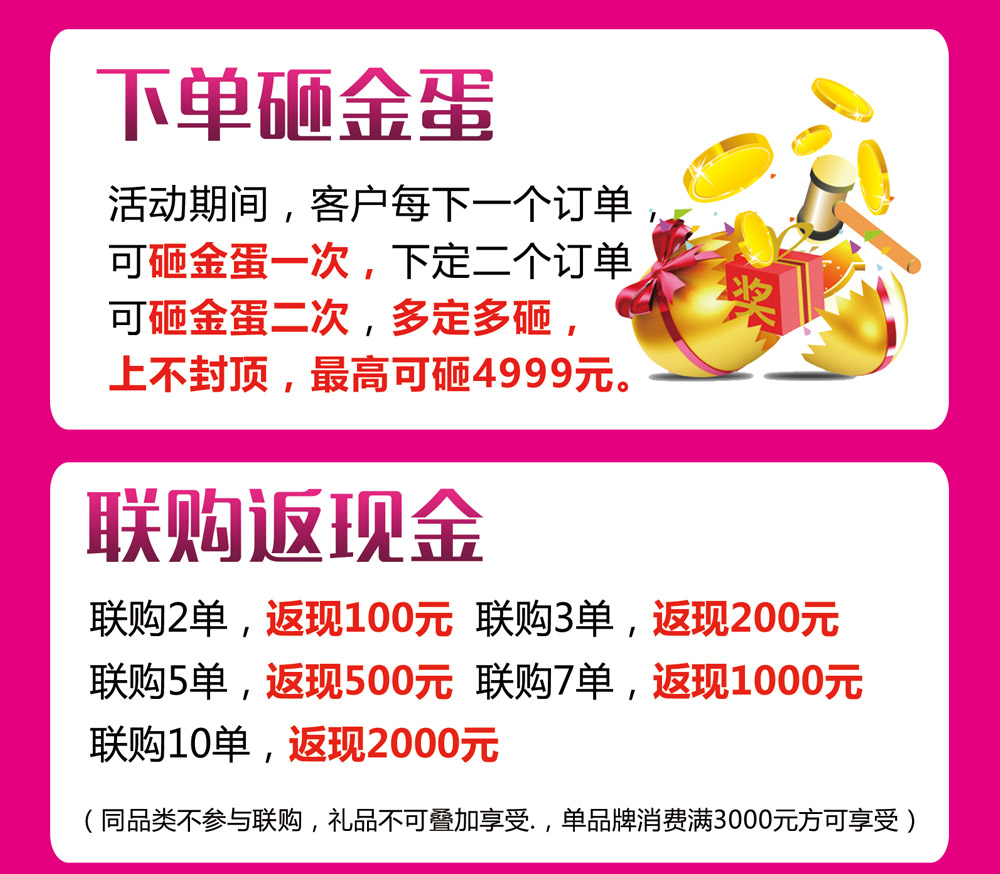 下单砸金蛋
活动期间，客户每下一个订单，
可砸金蛋一次，下定二个订单
奖
可砸金蛋二次，多定多砸，
上不封顶，最高可砸4999元。
联购返现金
联购2单，返现100元 联购3单，返现200元
联购5单，返现500元 联购7单，返现1000元
联购10单，返现2000元
（同品类不参与联购，礼品不可叠加享受.，单品牌消费满3000元方可享受）